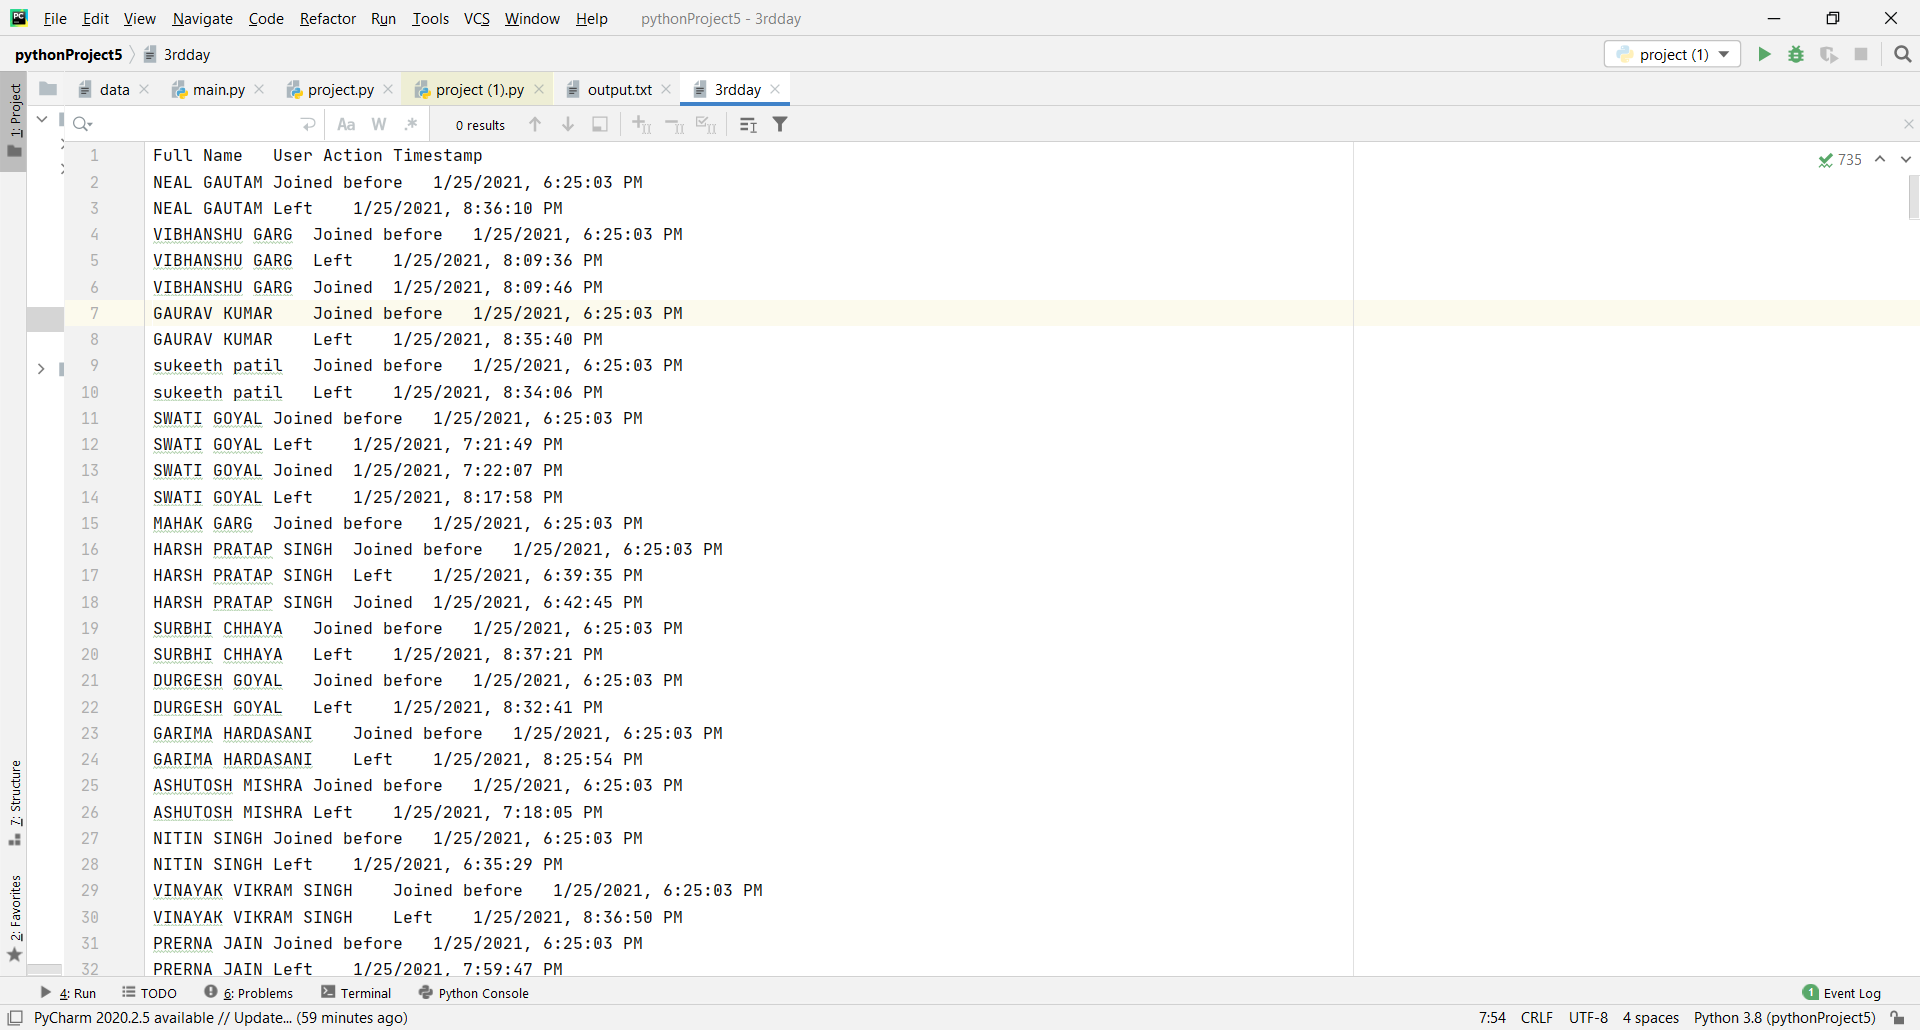 File Edit View Navigate Code Refactor Run Tools VCS Window Help pythonProject5 - 3rdday
pythonProject5 3rdday project (1)
1: Project
data main.py project.py project (1).py output.txt 3rdday
Aa W .* 0 results
735
1 Full Name User Action Timestamp
2 NEAL GAUTAM Joined before 1/25/2021, 6:25:03 PM
3 NEAL GAUTAM Left 1/25/2021, 8:36:10 PM
4 VIBHANSHU GARG Joined before 1/25/2021, 6:25:03 PM
5 VIBHANSHU GARG Left 1/25/2021, 8:09:36 PM
6 VIBHANSHU GARG Joined 1/25/2021, 8:09:46 PM
7 GAURAV KUMAR Joined before 1/25/2021, 6:25:03 PM
8 GAURAV KUMAR Left 1/25/2021, 8:35:40 PM
9 sukeeth patil Joined before 1/25/2021, 6:25:03 PM
10 sukeeth patil Left 1/25/2021, 8:34:06 PM
11 SWATI GOYAL Joined before 1/25/2021, 6:25:03 PM
12 SWATI GOYAL Left 1/25/2021, 7:21:49 PM
13 SWATI GOYAL Joined 1/25/2021, 7:22:07 PM
14 SWATI GOYAL Left 1/25/2021, 8:17:58 PM
15 MAHAK GARG Joined before 1/25/2021, 6:25:03 PM
16 HARSH PRATAP SINGH Joined before 1/25/2021, 6:25:03 PM
17 HARSH PRATAP SINGH Left 1/25/2021, 6:39:35 PM
18 HARSH PRATAP SINGH Joined 1/25/2021, 6:42:45 PM
19 SURBHI CHHAYA Joined before 1/25/2021, 6:25:03 PM
20 SURBHI CHHAYA Left 1/25/2021, 8:37:21 PM
21 DURGESH GOYAL Joined before 1/25/2021, 6:25:03 PM
22 DURGESH GOYAL Left 1/25/2021, 8:32:41 PM
23 GARIMA HARDASANI Joined before 1/25/2021, 6:25:03 PM
24 GARIMA HARDASANI Left 1/25/2021, 8:25:54 PM
25 ASHUTOSH MISHRA Joined before 1/25/2021, 6:25:03 PM
26 ASHUTOSH MISHRA Left 1/25/2021, 7:18:05 PM
27 NITIN SINGH Joined before 1/25/2021, 6:25:03 PM
28 NITIN SINGH Left 1/25/2021, 6:35:29 PM
29 VINAYAK VIKRAM SINGH Joined before 1/25/2021, 6:25:03 PM
30 VINAYAK VIKRAM SINGH Left 1/25/2021, 8:36:50 PM
31 PRERNA JAIN Joined before 1/25/2021, 6:25:03 PM
32 PRERNA JAIN Left 1/25/2021, 7:59:47 PM
7: Structure
2: Favorites
4: Run TODO 6: Problems Terminal Python Console 1 Event Log
PyCharm 2020.2.5 available // Update... (59 minutes ago) 7:54 CRLF UTF-8 4 spaces Python 3.8 (pythonProject5)